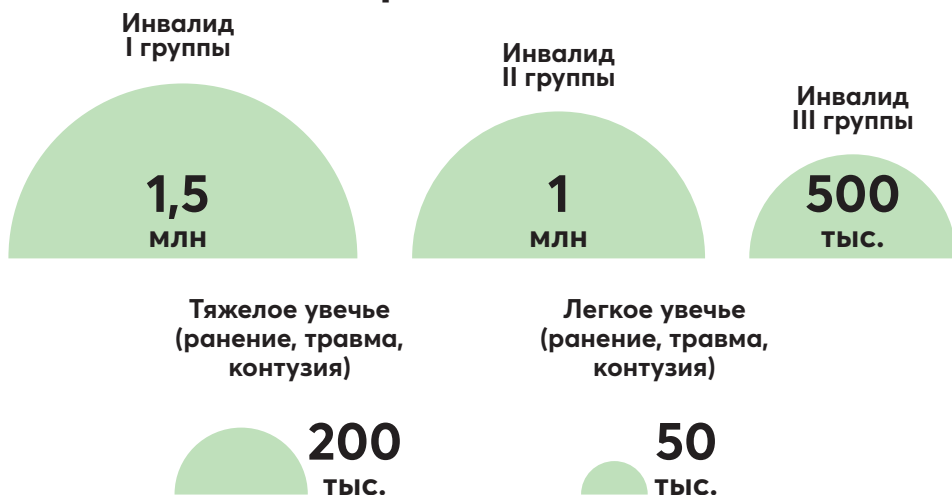 Инвалид
I группы
1,5
млн
Инвалид
II группы
1
млн
Инвалид
III группы
500
тыс.
Тяжелое увечье
(ранение, травма,
контузия)
200
тыс.
Легкое увечье
(ранение, травма,
контузия)
50
тыс.